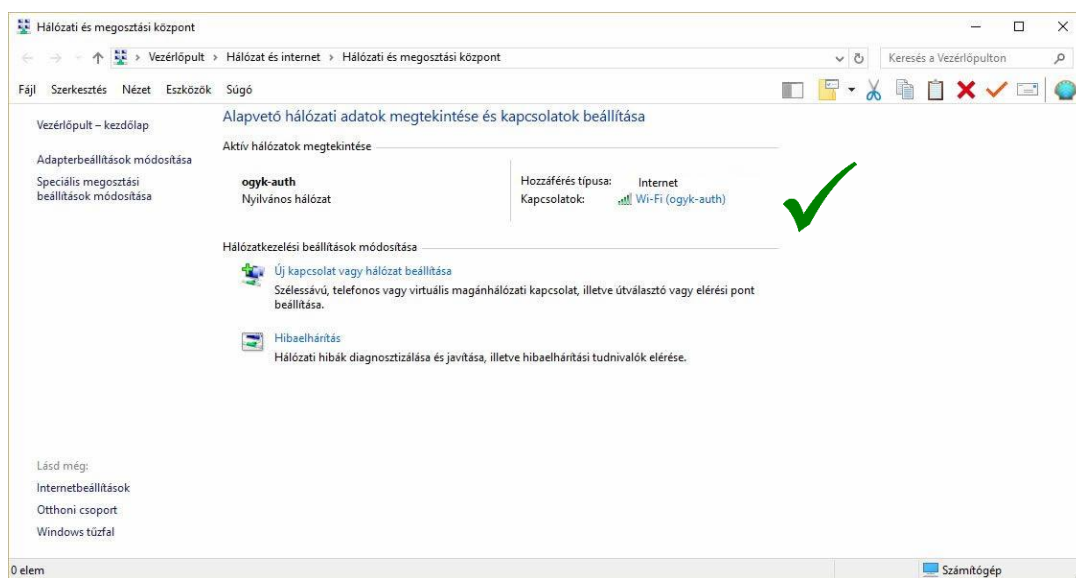 Hálózati és megosztási központ
Vezérlőpult > Hálózat és internet > Hálózati és megosztási központ
Keresés a Vezérlőpulton
Fájl Szerkesztés Nézet Eszközök Súgó
Vezérlőpult – kezdőlap
Adapterbeállítások módosítása
Speciális megosztási
beállítások módosítása
Alapvető hálózati adatok megtekintése és kapcsolatok beállítása
Aktív hálózatok megtekintése
ogyk-auth
Nyilvános hálózat
Hozzáférés típusa: Internet
Kapcsolatok: Wi-Fi (ogyk-auth)
Hálózatkezelési beállítások módosítása
Új kapcsolat vagy hálózat beállítása
Szélessávú, telefonos vagy virtuális magánhálózati kapcsolat, illetve útválasztó vagy elérési pont
beállítása.
Hibaelhárítás
Hálózati hibák diagnosztizálása és javítása, illetve hibaelhárítási tudnivalók elérése.
Lásd még:
Internetbeállítások
Otthoni csoport
Windows tűzfal
0 elem
Számítógép